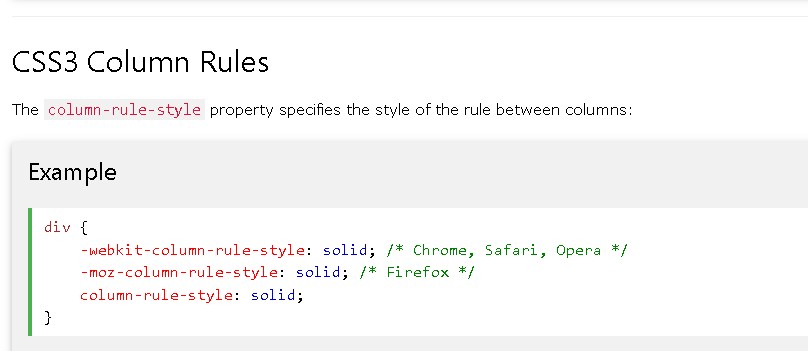 CSS3 Column Rules
The column-rule-style property specifies the style of the rule between columns:
Example
div {
    -webkit-column-rule-style: solid; /* Chrome, Safari, Opera */
    -moz-column-rule-style: solid; /* Firefox */
    column-rule-style: solid;
}